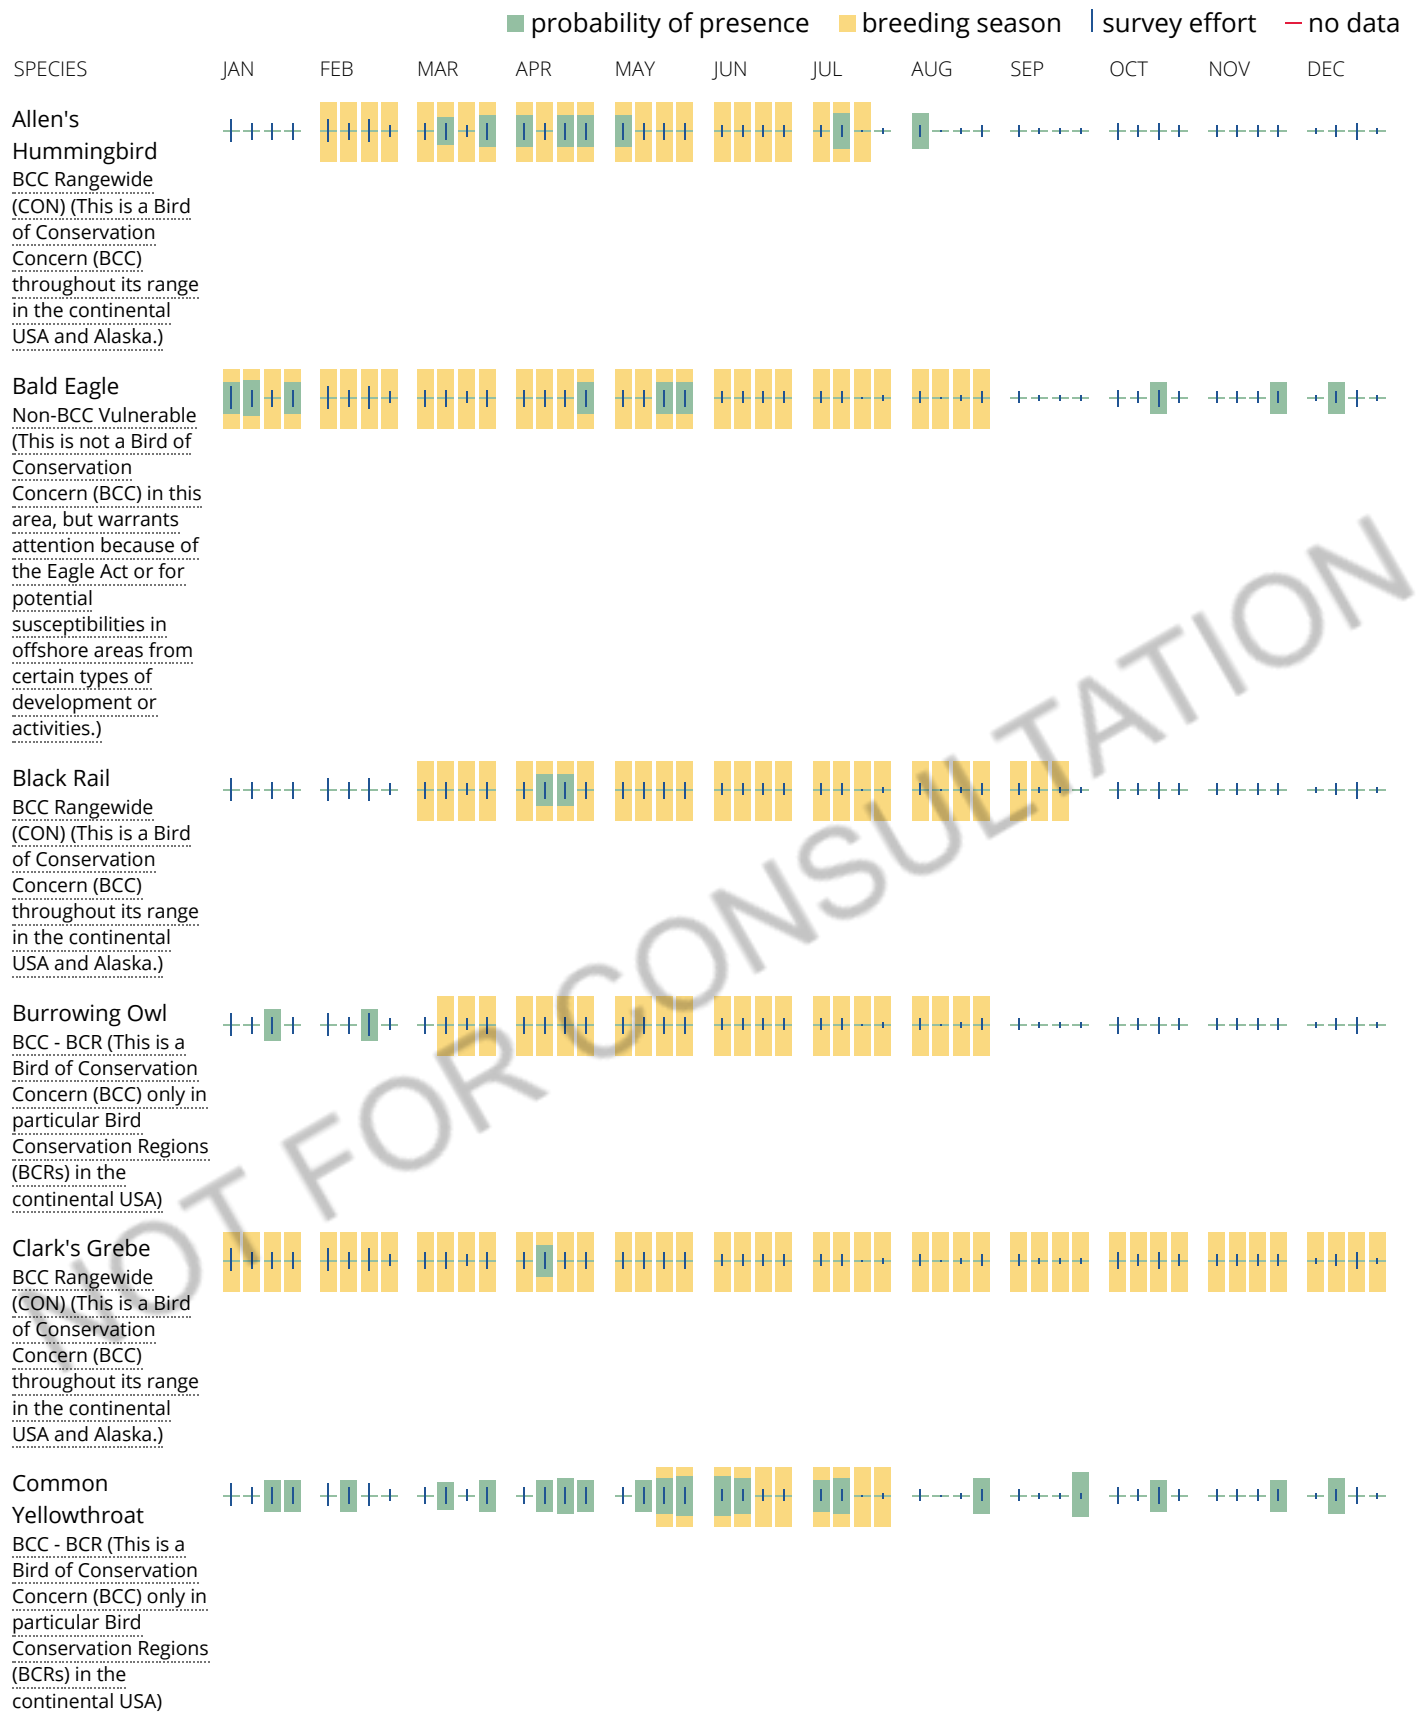 probability of presence breeding season survey effort no data
SPECIES JAN FEB MAR APR MAY JUN JUL AUG SEP OCT NOV DEC
Allen's
Hummingbird
BCC Rangewide
(CON) (This is a Bird
of Conservation
Concern (BCC)
throughout its range
in the continental
USA and Alaska.)
Bald Eagle
Non-BCC Vulnerable
(This is not a Bird of
Conservation
Concern (BCC) in this
area, but warrants
attention because of
the Eagle Act or for
potential
susceptibilities in
offshore areas from
certain types of
development or
activities.)
Black Rail
BCC Rangewide
(CON) (This is a Bird
of Conservation
Concern (BCC)
throughout its range
in the continental
USA and Alaska.)
Burrowing Owl
BCC - BCR (This is a
Bird of Conservation
Concern (BCC) only in
particular Bird
Conservation Regions
(BCRs) in the
continental USA)
Clark's Grebe
BCC Rangewide
(CON) (This is a Bird
of Conservation
Concern (BCC)
throughout its range
in the continental
USA and Alaska.)
Common
Yellowthroat
BCC - BCR (This is a
Bird of Conservation
Concern (BCC) only in
particular Bird
Conservation Regions
(BCRs) in the
continental USA)
NOT FOR CONSULTATION